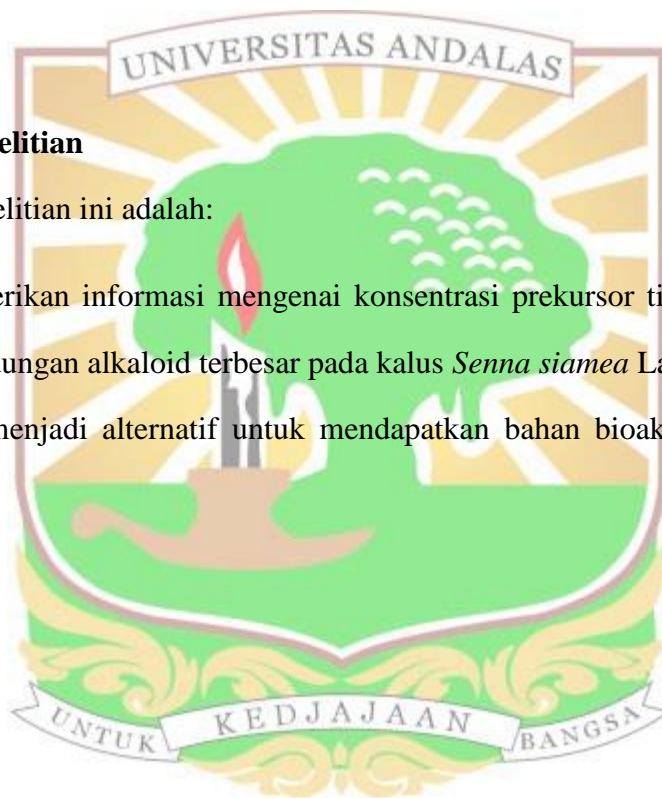 UNIVERSITAS ANDALAS
elitian
elitian ini adalah:
erikan informasi mengenai konsentrasi prekursor ti
ungan alkaloid terbesar pada kalus Senna siamea La
menjadi alternatif untuk mendapatkan bahan bioak
UNTUK KEDJAJAAN BANGSA